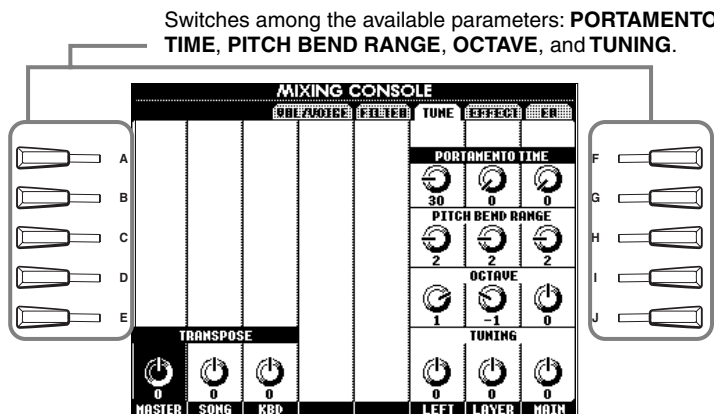 Switches among the available parameters: PORTAMENTO
TIME, PITCH BEND RANGE, OCTAVE, and TUNING.
MIXING CONSOLE
VOL/VOICE FILTER TUNE EFFECT EQ
A
F
PORTAMENTO TIME
B
30 0 0
G
PITCH BEND RANGE
C
H
2 2 2
D
OCTAVE
I
E
1 -1 0
J
TRANSPOSE TUNING
0 0 0 0 0 0
MASTER SONG KBD LEFT LAYER MAIN